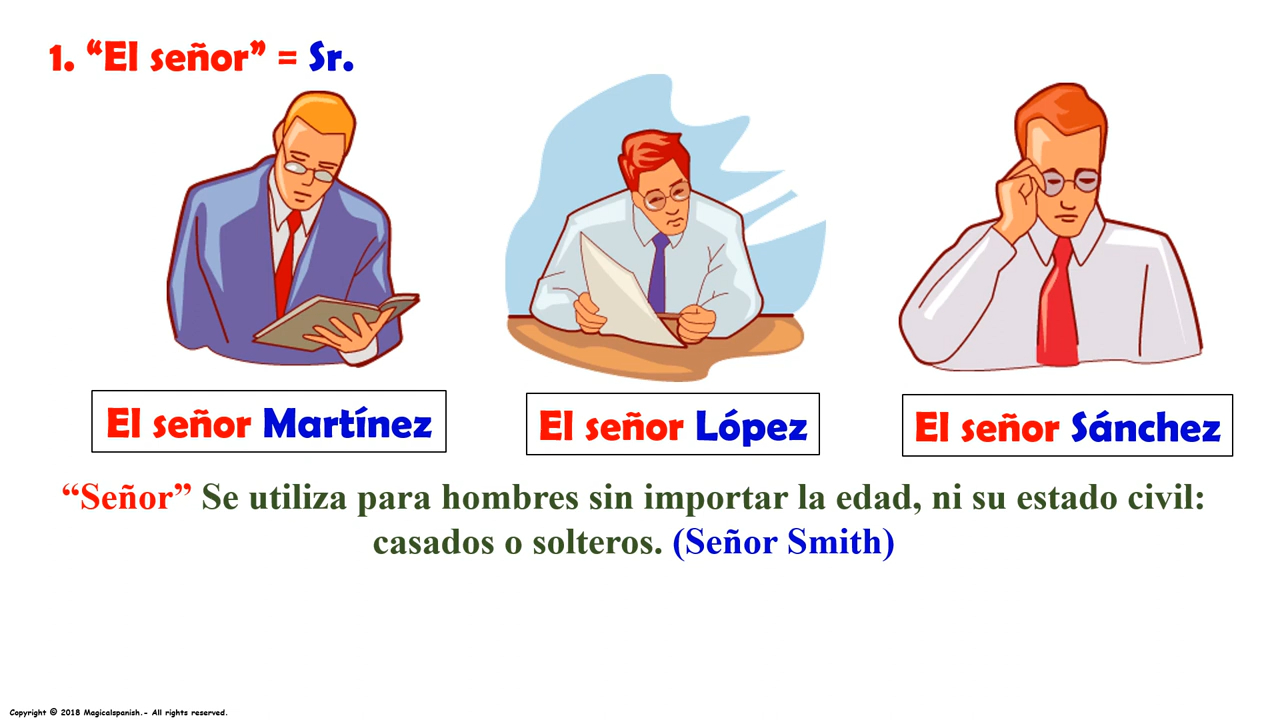 1. “El señor” = Sr.
El señor Martínez
El señor López
El señor Sánchez
“Señor” Se utiliza para hombres sin importar la edad, ni su estado civil:
casados o solteros. (Señor Smith)
Copyright © 2018 Magicalspanish.- All rights reserved.